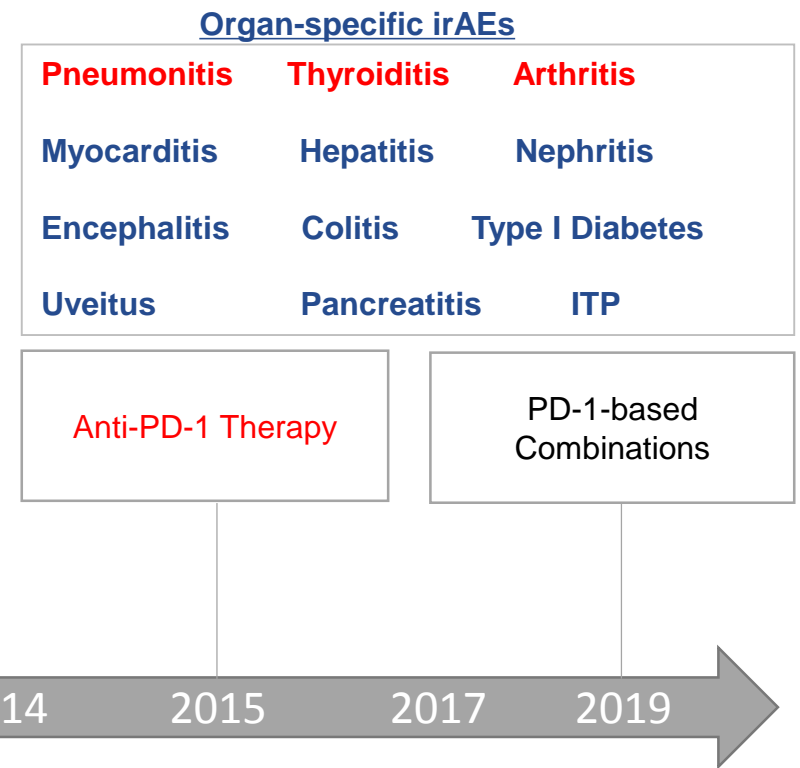 Organ-specific irAEs
Pneumonitis Thyroiditis Arthritis
Myocarditis Hepatitis Nephritis
Encephalitis Colitis Type I Diabetes
Uveitus Pancreatitis ITP
Anti-PD-1 Therapy
PD-1-based
Combinations
14 2015 2017 2019